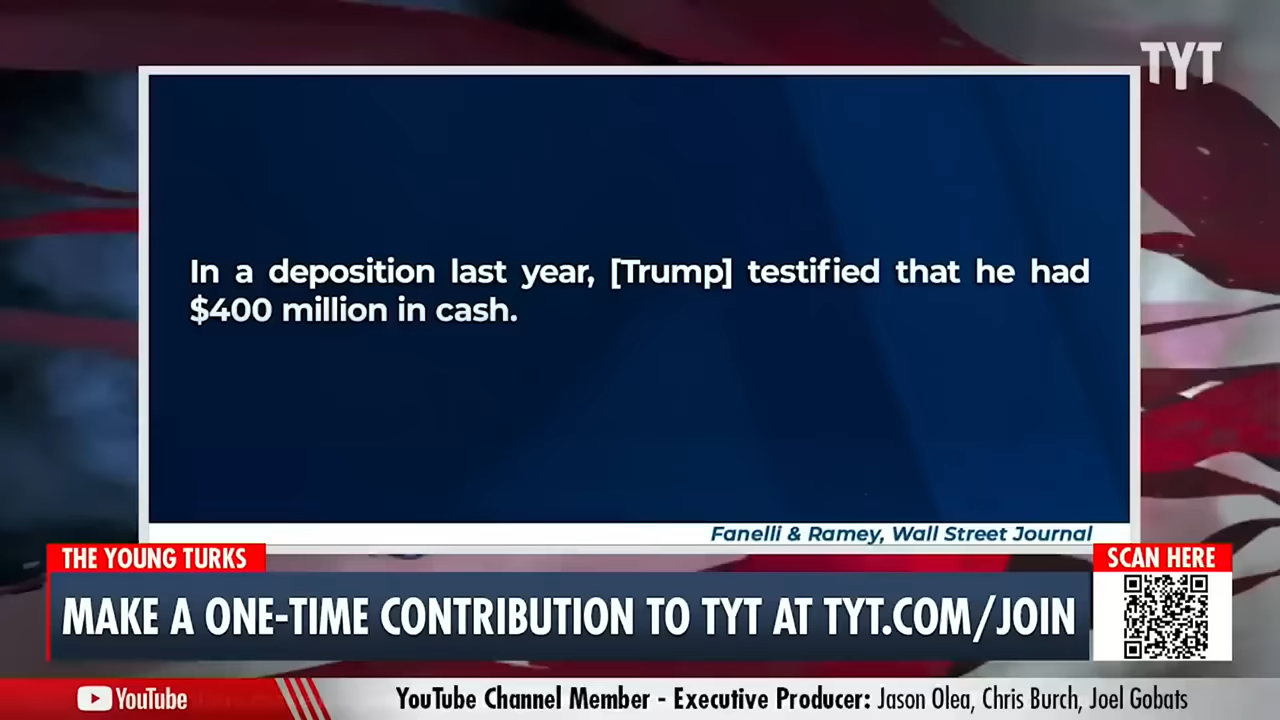 TYT
In a deposition last year, [Trump] testified that he had
$400 million in cash.
Fanelli & Ramey, Wall Street Journal
THE YOUNG TURKS
SCAN HERE
MAKE A ONE-TIME CONTRIBUTION TO TYT AT TYT.COM/JOIN
YouTube
YouTube Channel Member - Executive Producer: Jason Olea, Chris Burch, Joel Gobats